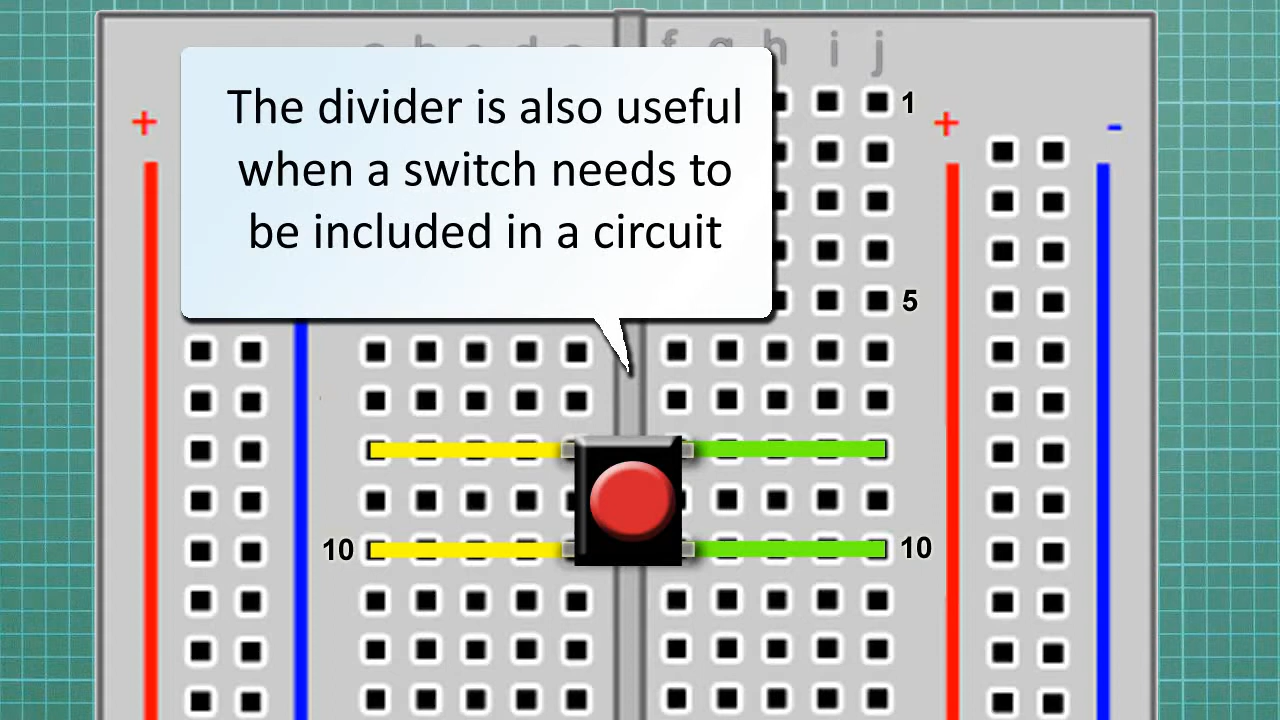 f g h i j
The divider is also useful
when a switch needs to
be included in a circuit
1
+
+
-
5
10
10